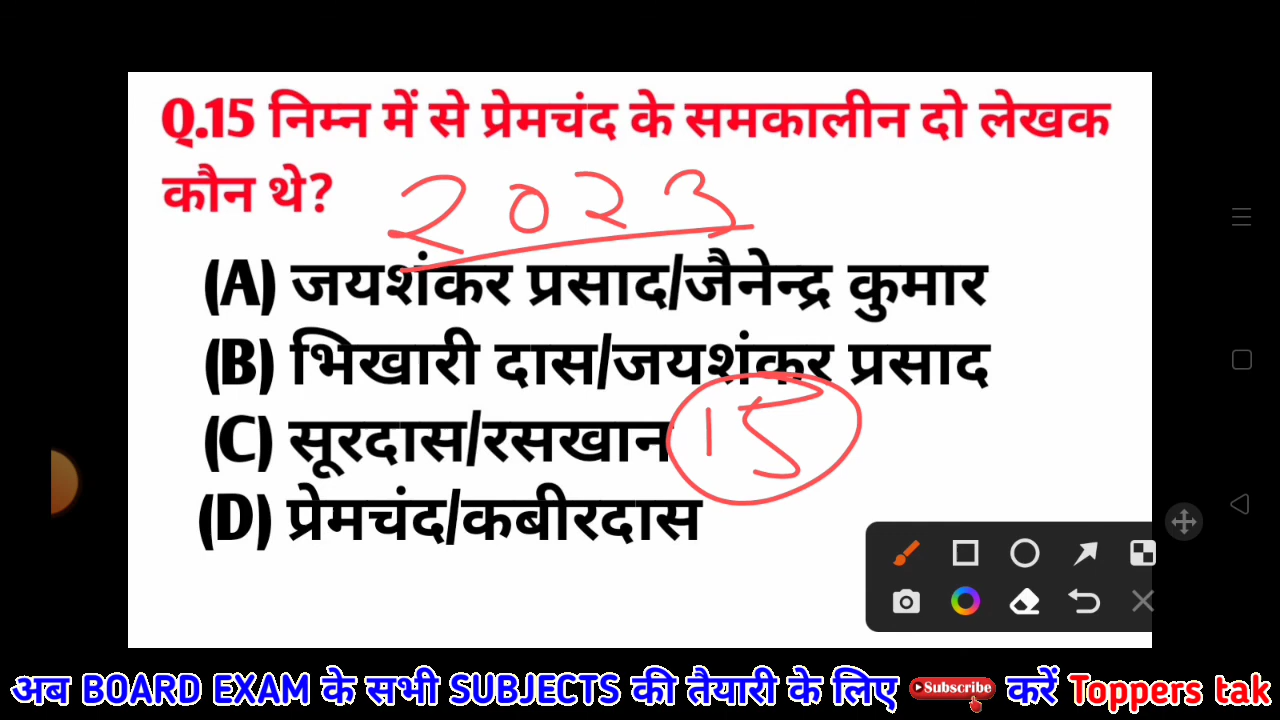 Q.15 निम्न में से प्रेमचंद के समकालीन दो लेखक
कौन थे?
2023
(A) जयशंकर प्रसाद/जैनेन्द्र कुमार
(B) भिखारी दास/जयशंकर प्रसाद
(C) सूरदास/रसखान 15
(D) प्रेमचंद/कबीरदास
अब BOARD EXAM के सभी SUBJECTS की तैयारी के लिए Subscribe करें Toppers tak